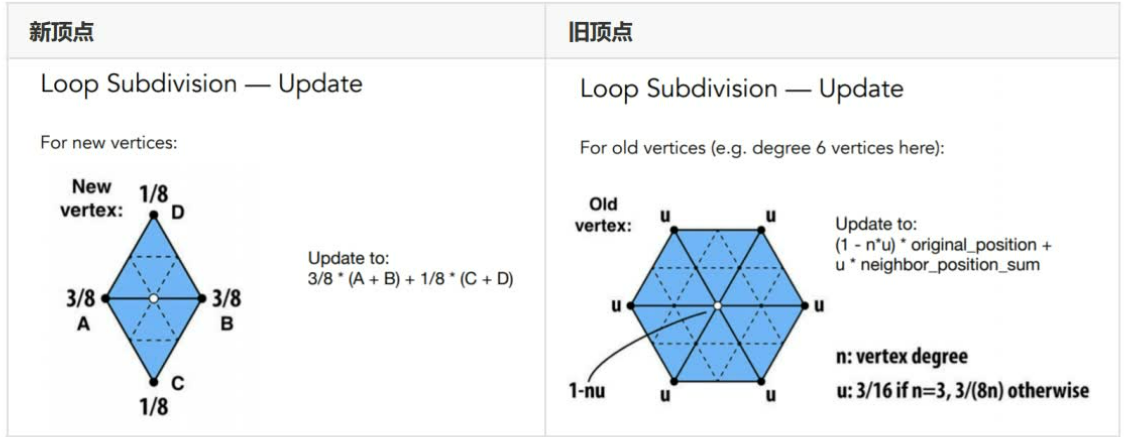 新顶点
旧顶点
Loop Subdivision — Update
For new vertices:
New
vertex:
1/8
D
3/8
A
3/8
B
C
1/8
Update to:
3/8 * (A + B) + 1/8 * (C + D)
Loop Subdivision — Update
For old vertices (e.g. degree 6 vertices here):
Old
vertex:
u
u
u
u
u
u
1-nu
Update to:
(1 - n*u) * original_position +
u * neighbor_position_sum
n: vertex degree
u: 3/16 if n=3, 3/(8n) otherwise